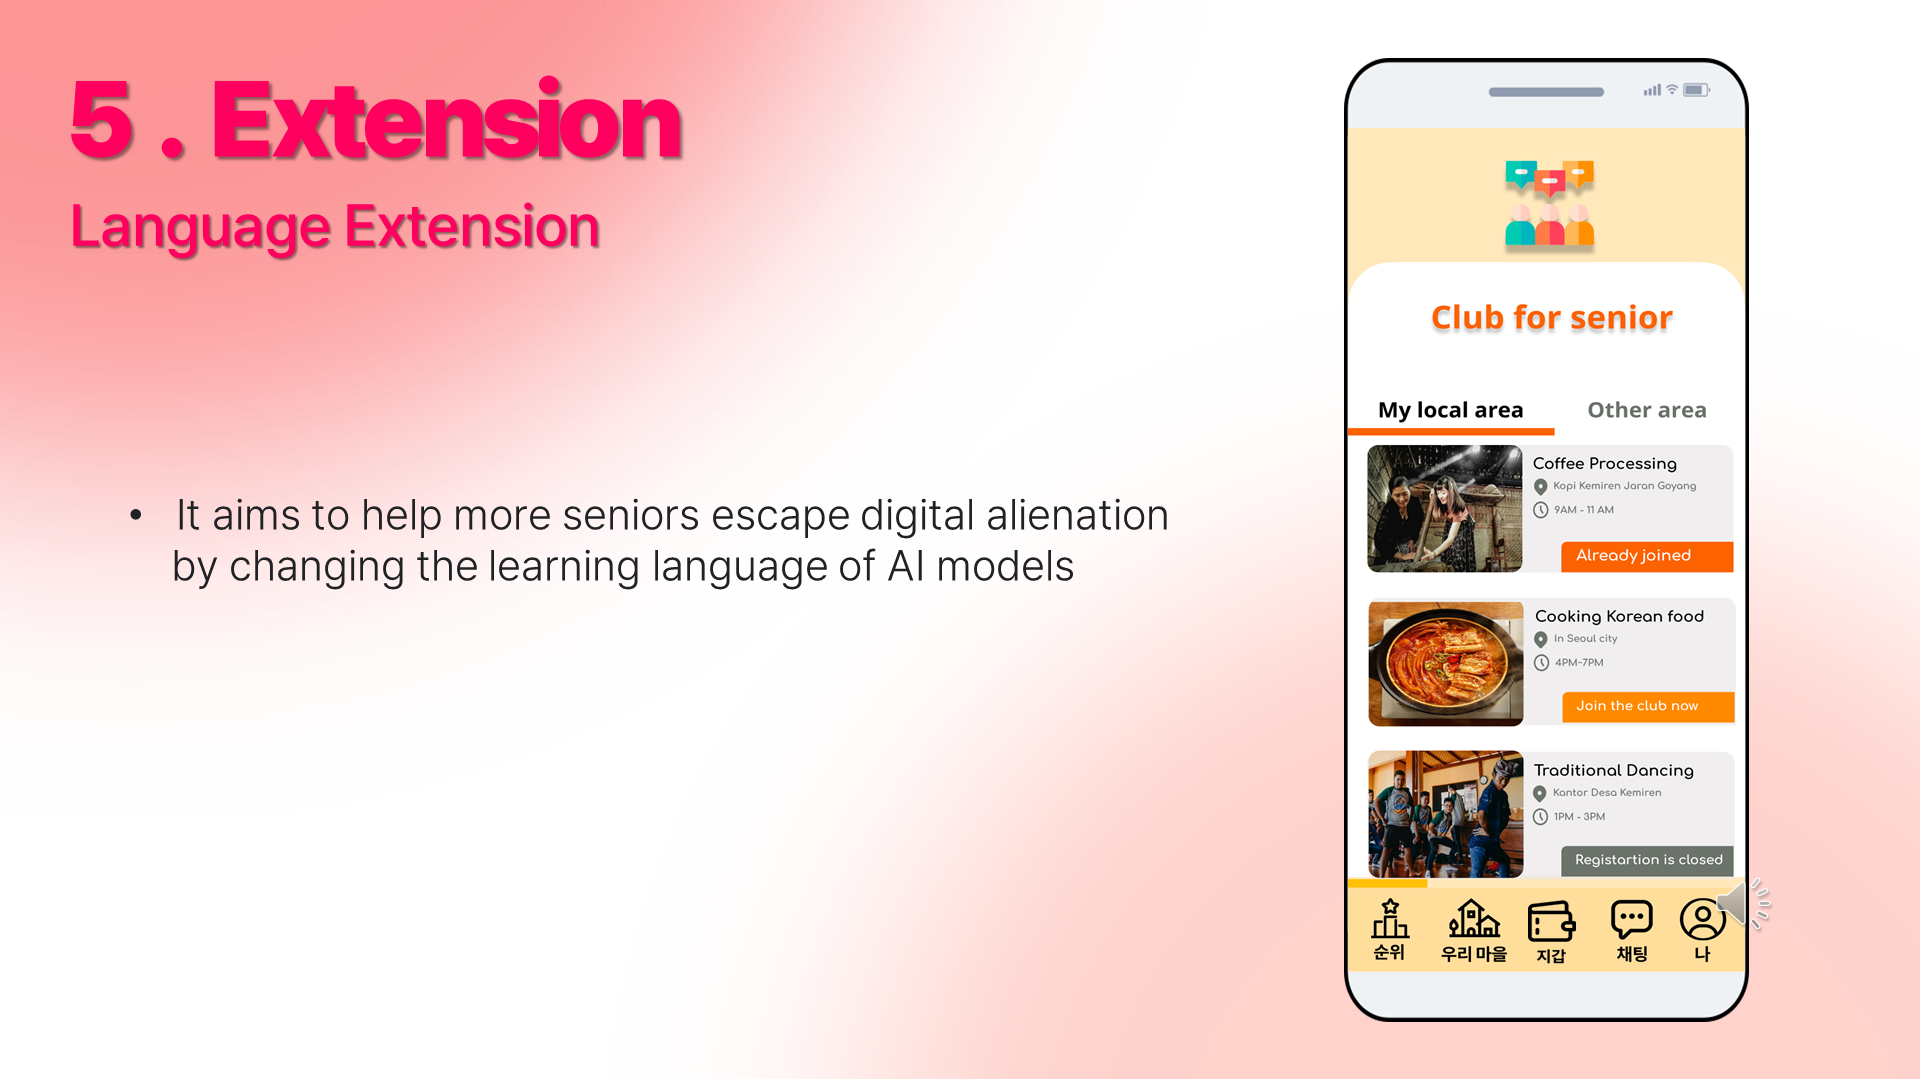 5 . Extension
Language Extension
• It aims to help more seniors escape digital alienation
by changing the learning language of AI models
Club for senior
My local area
Other area
Coffee Processing
Kopi Kemiren Jaran Goyang
9AM - 11 AM
Already joined
Cooking Korean food
In Seoul city
4PM-7PM
Join the club now
Traditional Dancing
Kantor Desa Kemiren
1PM - 3PM
Registartion is closed
순위
우리 마을
지갑
채팅
나